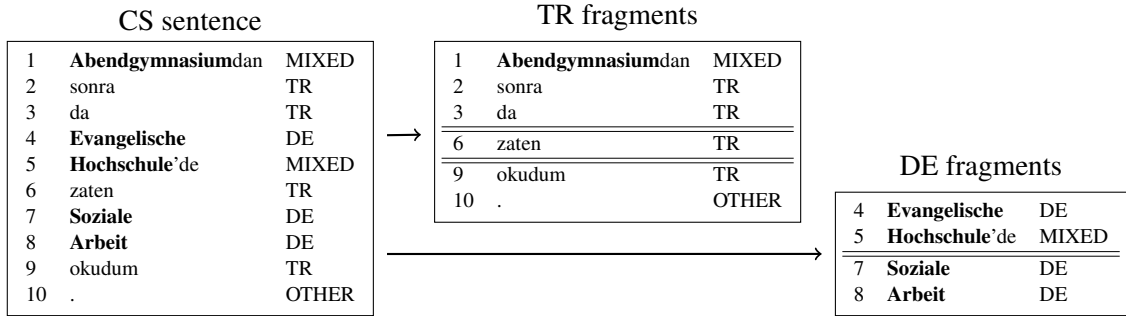 CS sentence
1 Abendgymnasiumdan MIXED
2 sonra TR
3 da TR
4 Evangelische DE
5 Hochschule'de MIXED
6 zaten TR
7 Soziale DE
8 Arbeit DE
9 okudum TR
10 . OTHER
TR fragments
1 Abendgymnasiumdan MIXED
2 sonra TR
3 da TR
6 zaten TR
9 okudum TR
10 . OTHER
DE fragments
4 Evangelische DE
5 Hochschule'de MIXED
7 Soziale DE
8 Arbeit DE